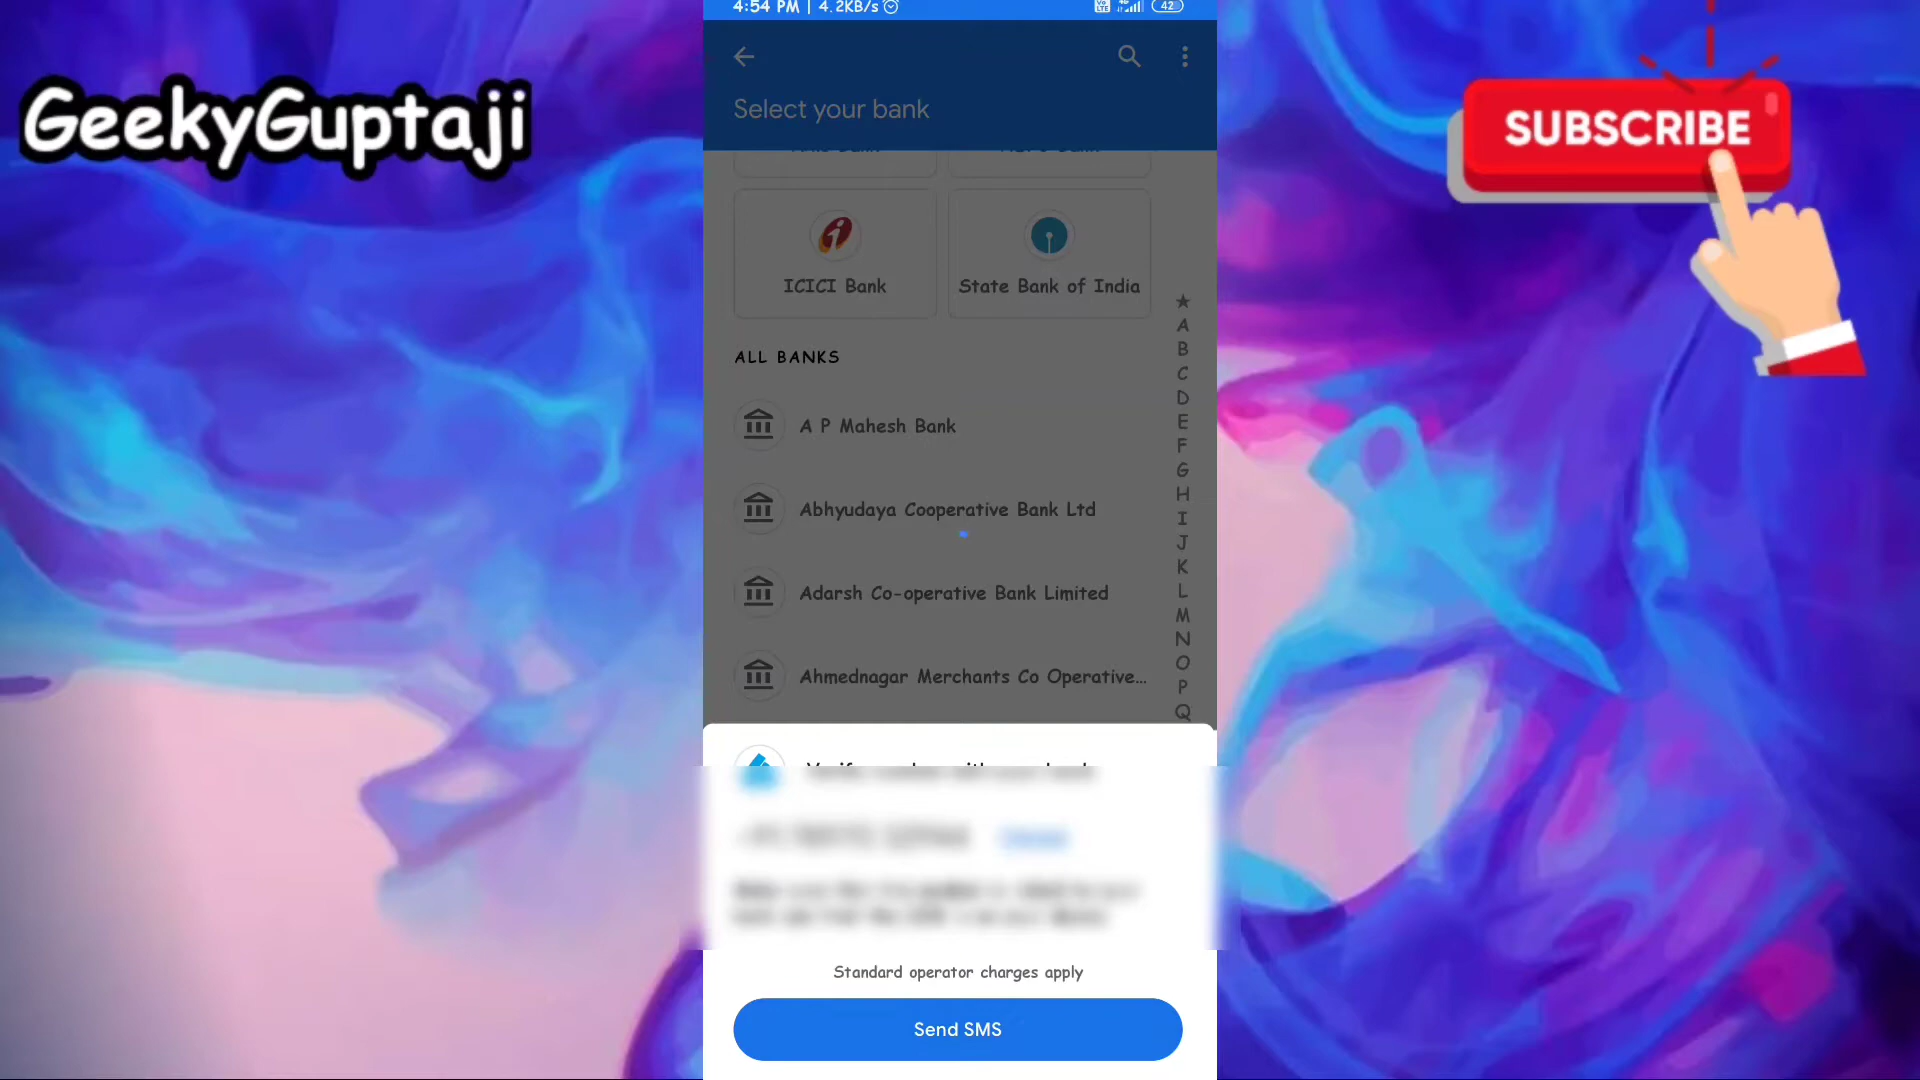 4:54 PM | 4.2KB/s
42
GeekyGuptaji
SUBSCRIBE
Select your bank
ICICI Bank
State Bank of India
ALL BANKS
A P Mahesh Bank
Abhyudaya Cooperative Bank Ltd
Adarsh Co-operative Bank Limited
Ahmednagar Merchants Co Operative...
★
A
B
C
D
E
F
G
H
I
J
K
L
M
N
O
P
Q
Standard operator charges apply
Send SMS